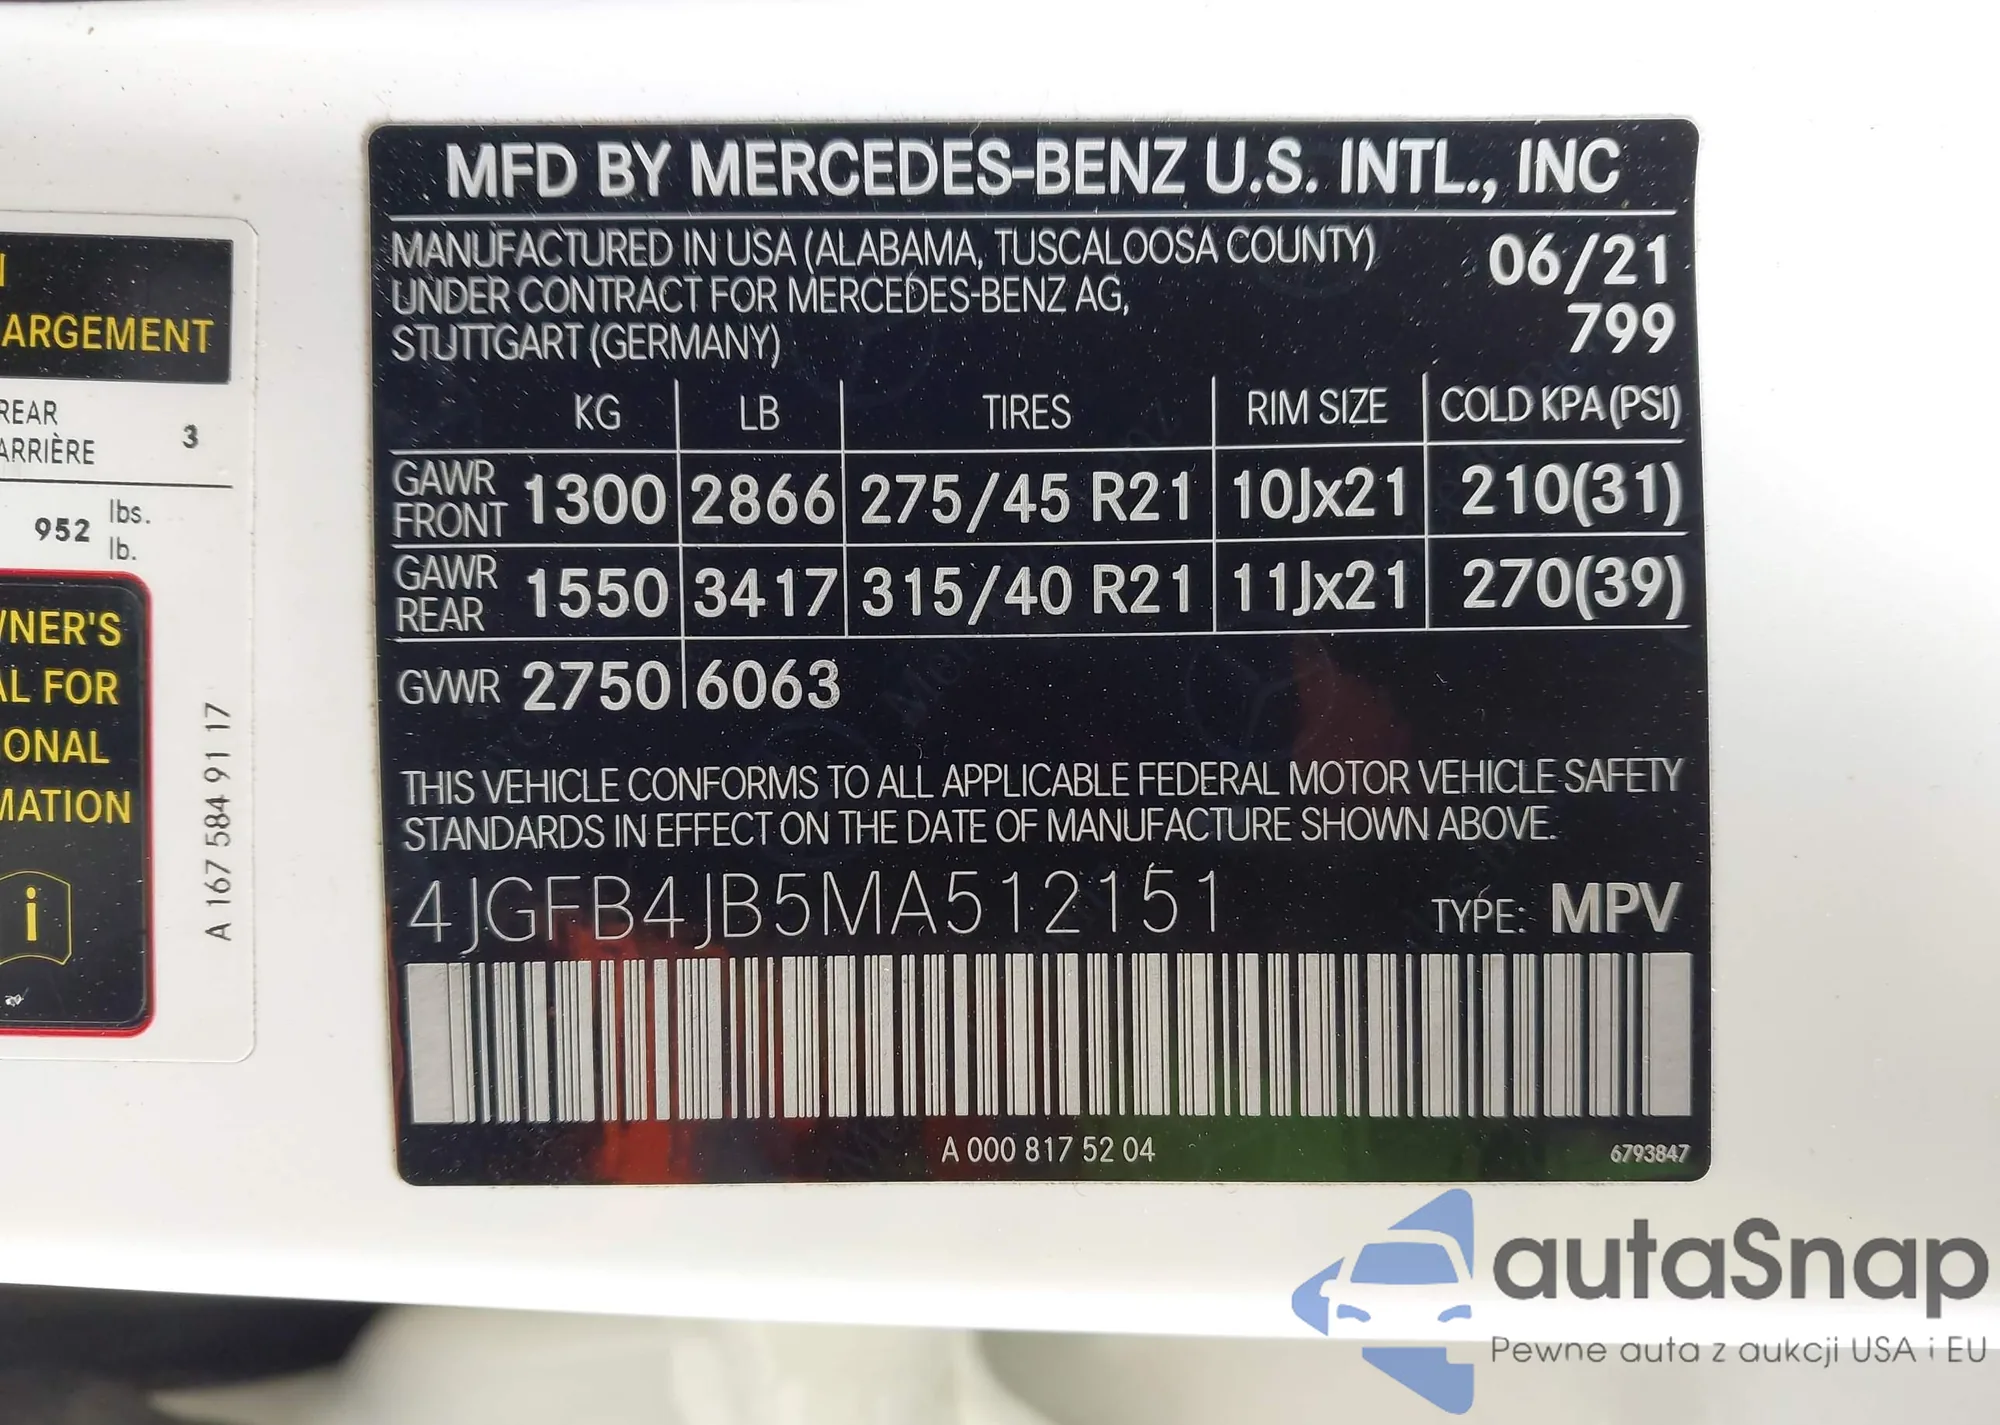 MFD BY MERCEDES-BENZ U.S. INTL., INC
MANUFACTURED IN USA (ALABAMA, TUSCALOOSA COUNTY)
UNDER CONTRACT FOR MERCEDES-BENZ AG,
STUTTGART (GERMANY)
06/21
799
KG LB TIRES RIM SIZE COLD KPA (PSI)
GAWR FRONT 1300 2866 275/45 R21 10Jx21 210(31)
GAWR REAR 1550 3417 315/40 R21 11Jx21 270(39)
GVWR 2750 6063
THIS VEHICLE CONFORMS TO ALL APPLICABLE FEDERAL MOTOR VEHICLE SAFETY
STANDARDS IN EFFECT ON THE DATE OF MANUFACTURE SHOWN ABOVE.
4JGFB4JB5MA512151 TYPE: MPV
A 000 817 52 04 6793847
ARGEMENT
REAR
ARRIÈRE 3
952 lbs.
lb.
WNER'S
AL FOR
IONAL
MATION
i
A 167 584 91 17
autaSnap
Pewne auta z aukcji USA i EU